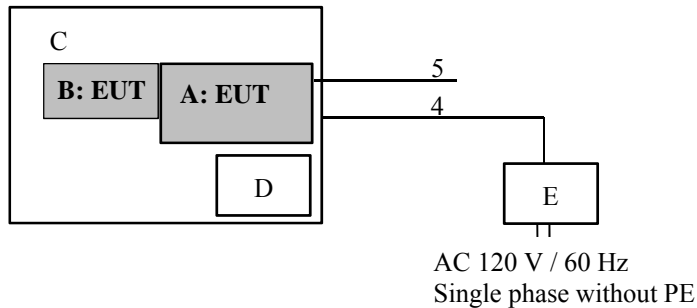 C
5
B: EUT
A: EUT
4
D
E
AC 120 V / 60 Hz
Single phase without PE